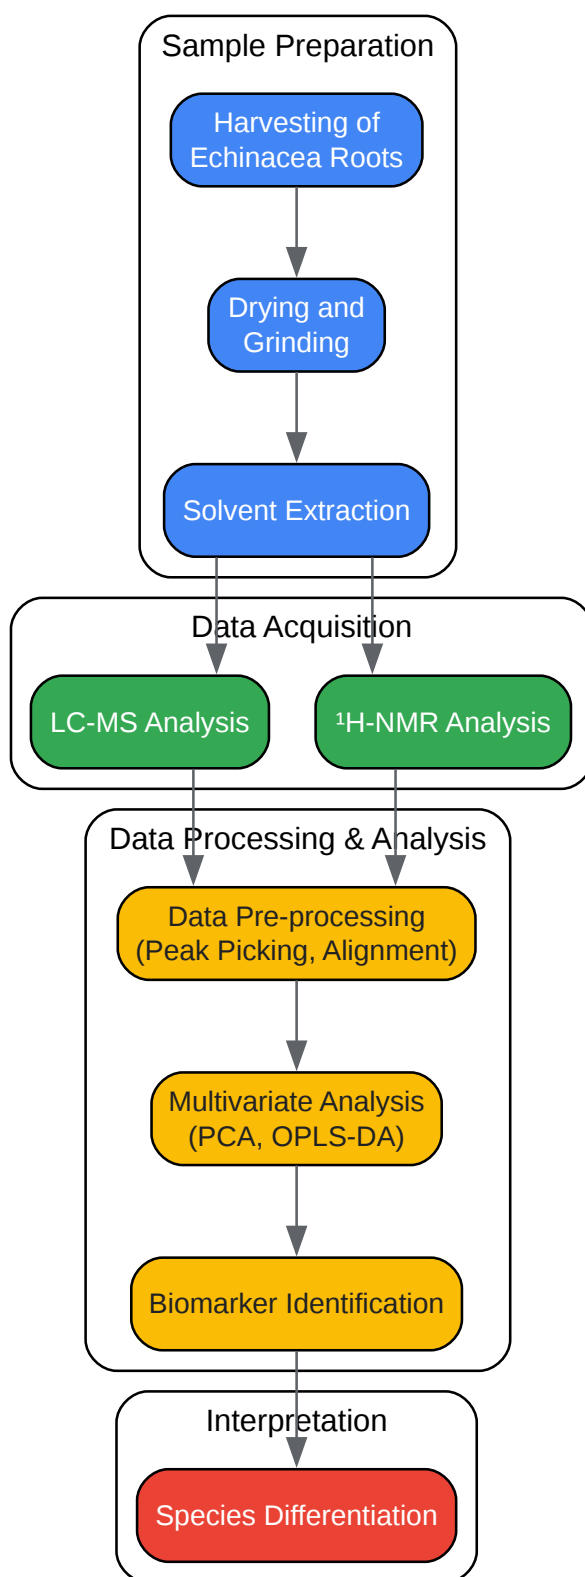 Sample Preparation
Harvesting of
Echinacea Roots
Drying and
Grinding
Solvent Extraction
Data Acquisition
LC-MS Analysis
¹H-NMR Analysis
Data Processing & Analysis
Data Pre-processing
(Peak Picking, Alignment)
Multivariate Analysis
(PCA, OPLS-DA)
Biomarker Identification
Interpretation
Species Differentiation